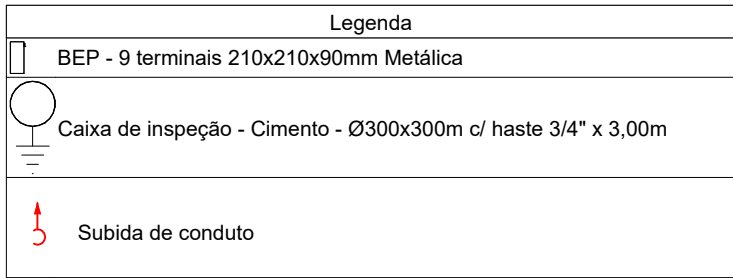 Legenda
BEP - 9 terminais 210x210x90mm Metálica
Caixa de inspeção - Cimento - Ø300x300m c/ haste 3/4" x 3,00m
Subida de conduto